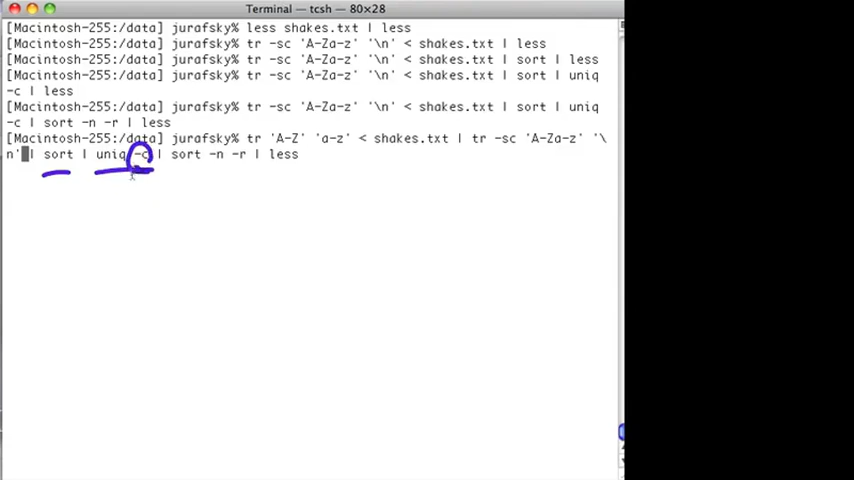 Terminal — tcsh — 80×28
[Macintosh-255:/data] jurafsky% less shakes.txt | less
[Macintosh-255:/data] jurafsky% tr -sc 'A-Za-z' '\n' < shakes.txt | less
[Macintosh-255:/data] jurafsky% tr -sc 'A-Za-z' '\n' < shakes.txt | sort | less
[Macintosh-255:/data] jurafsky% tr -sc 'A-Za-z' '\n' < shakes.txt | sort | uniq
-c | less
[Macintosh-255:/data] jurafsky% tr -sc 'A-Za-z' '\n' < shakes.txt | sort | uniq
-c | sort -n -r | less
[Macintosh-255:/data] jurafsky% tr 'A-Z' 'a-z' < shakes.txt | tr -sc 'A-Za-z' '\
n' | sort | uniq -c | sort -n -r | less